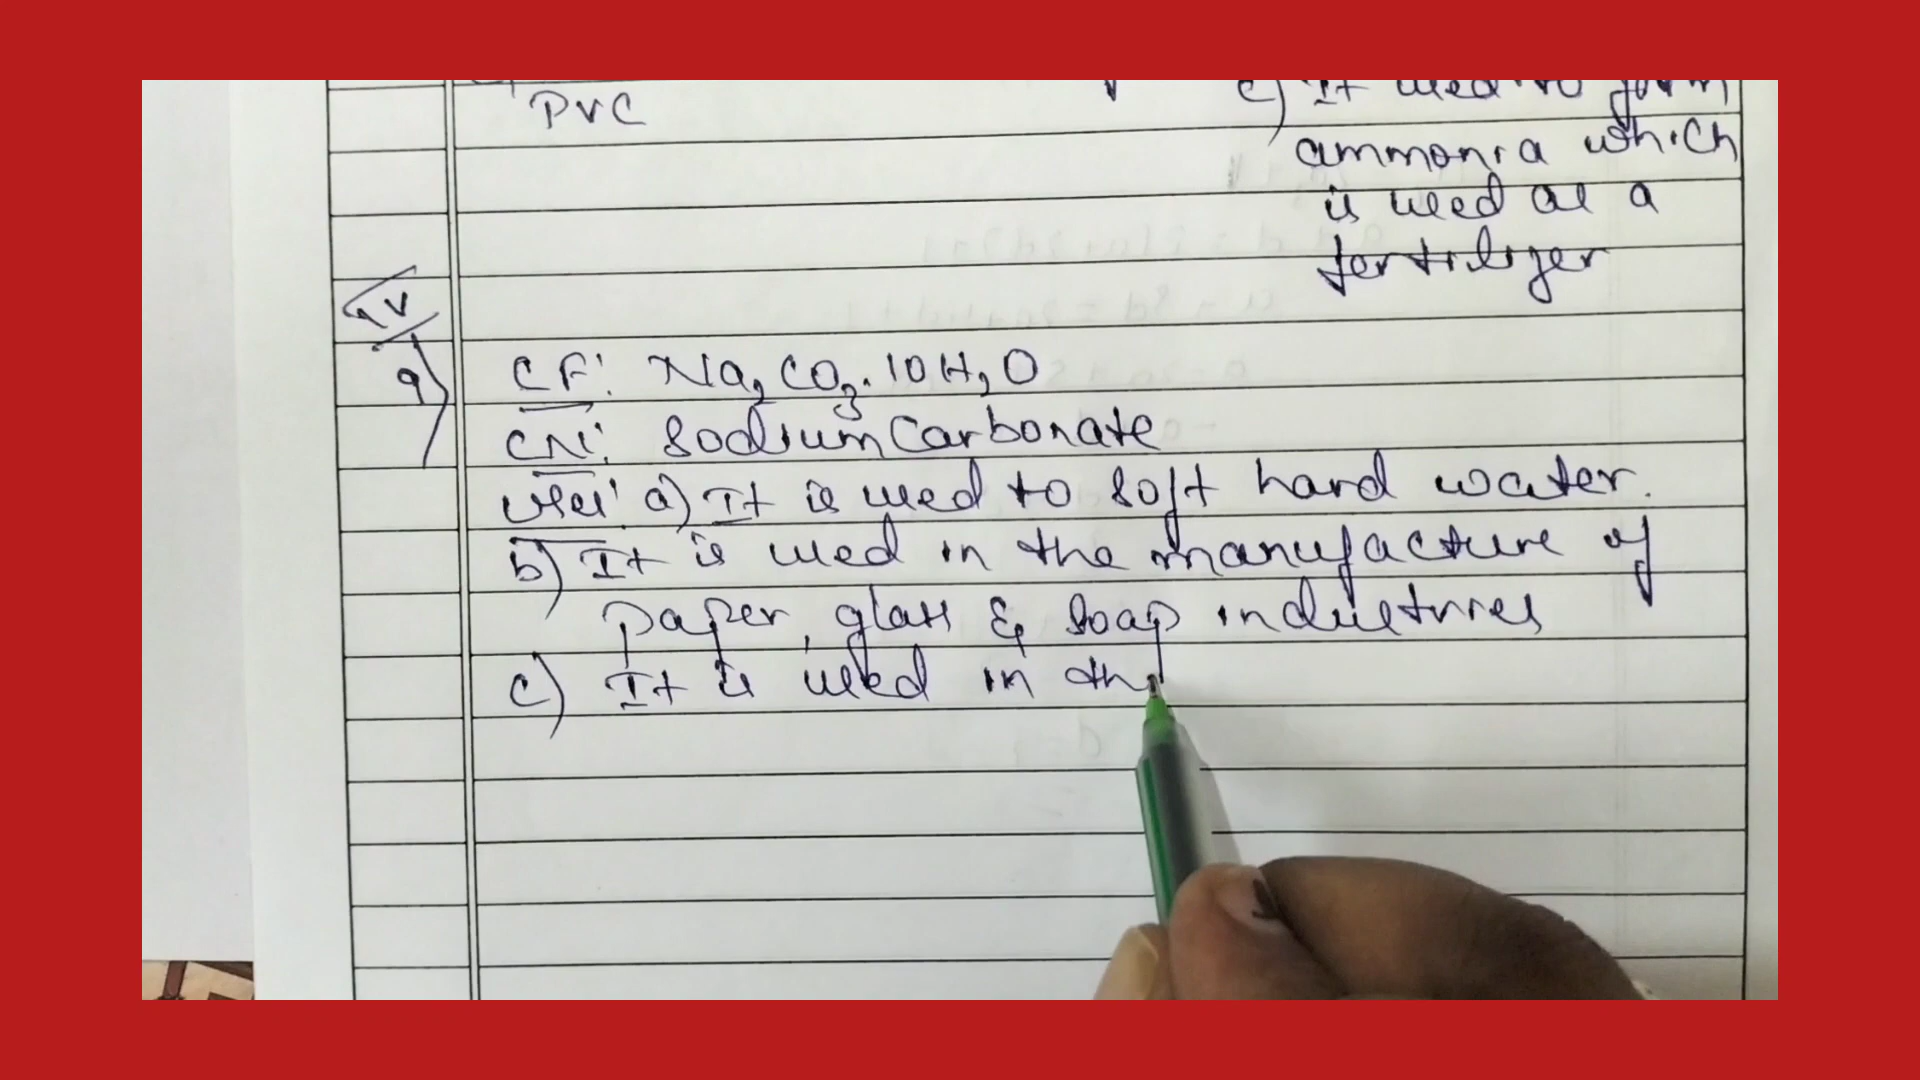 PVC
c) It used to form
ammonia which
is used as a
fertilizer
IV
9)
CF: Na2CO3.10H2O
CN: Sodium Carbonate
Uses: a) It is used to soft hard water.
b) It is used in the manufacture of
paper, glass & soap industries
c) It is used in the